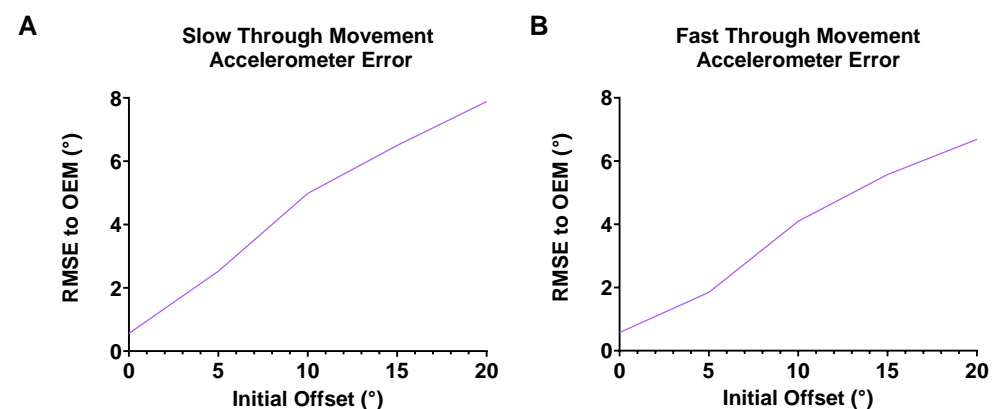 A
Slow Through Movement
Accelerometer Error
RMSE to OEM (°)
8
6
4
2
0
0 5 10 15 20
Initial Offset (°)
B
Fast Through Movement
Accelerometer Error
RMSE to OEM (°)
8
6
4
2
0
0 5 10 15 20
Initial Offset (°)